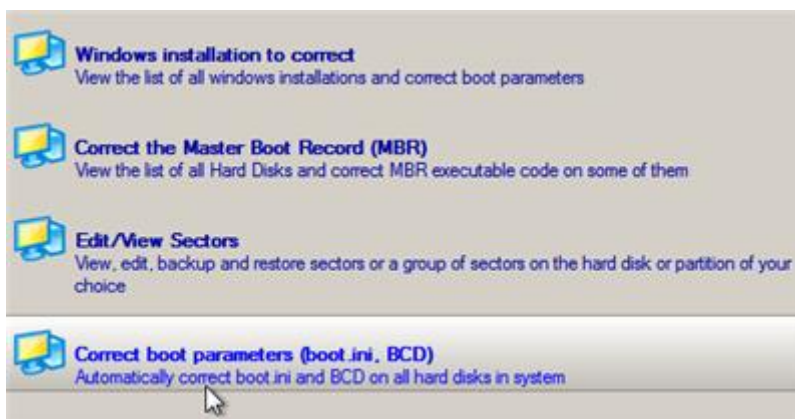 Windows installation to correct
View the list of all windows installations and correct boot parameters
Correct the Master Boot Record (MBR)
View the list of all Hard Disks and correct MBR executable code on some of them
Edit/View Sectors
View, edit, backup and restore sectors or a group of sectors on the hard disk or partition of your
choice
Correct boot parameters (boot.ini, BCD)
Automatically correct boot.ini and BCD on all hard disks in system